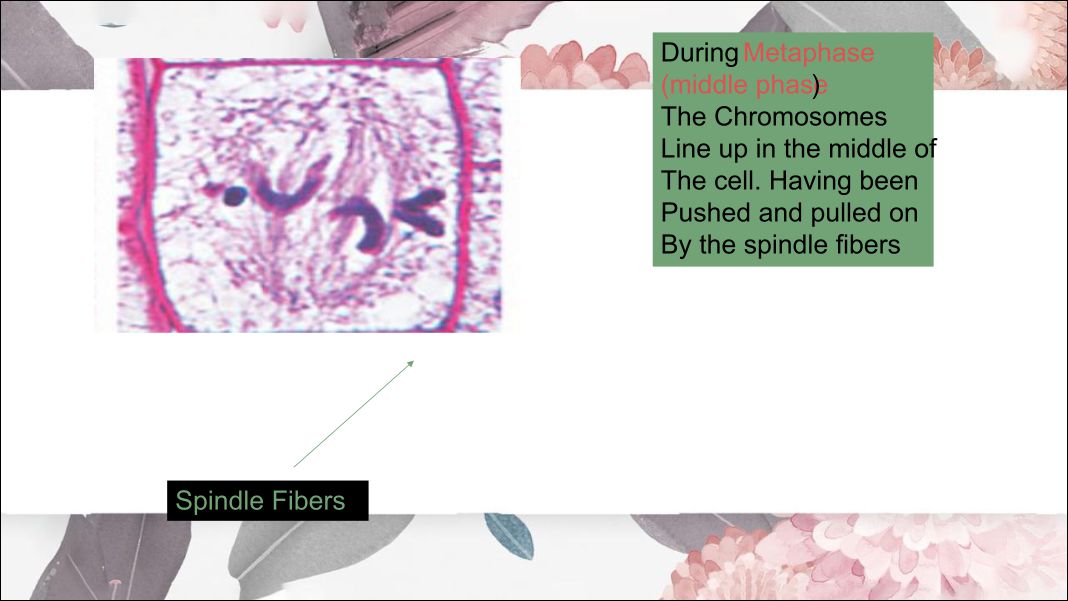 During Metaphase
(middle phase)
The Chromosomes
Line up in the middle of
The cell. Having been
Pushed and pulled on
By the spindle fibers
Spindle Fibers